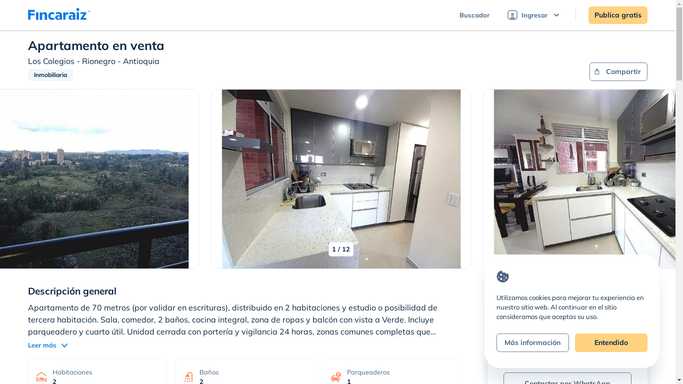 Fincaraíz
Buscador
Ingresar
Publica gratis
Apartamento en venta
Los Colegios - Rionegro - Antioquia
Inmobiliaria
Compartir
1 / 12
Descripción general
Apartamento de 70 metros (por validar en escrituras), distribuido en 2 habitaciones y estudio o posibilidad de
tercera habitación. Sala, comedor, 2 baños, cocina integral, zona de ropas y balcón con vista a Verde. Incluye
parqueadero y cuarto útil. Unidad cerrada con portería y vigilancia 24 horas, zonas comunes completas que...
Leer más
Habitaciones
2
Baños
2
Parqueaderos
1
Utilizamos cookies para mejorar tu experiencia en
nuestro sitio web. Al continuar en el sitio
consideramos que aceptas su uso.
Más información
Entendido
Contactar por WhatsApp